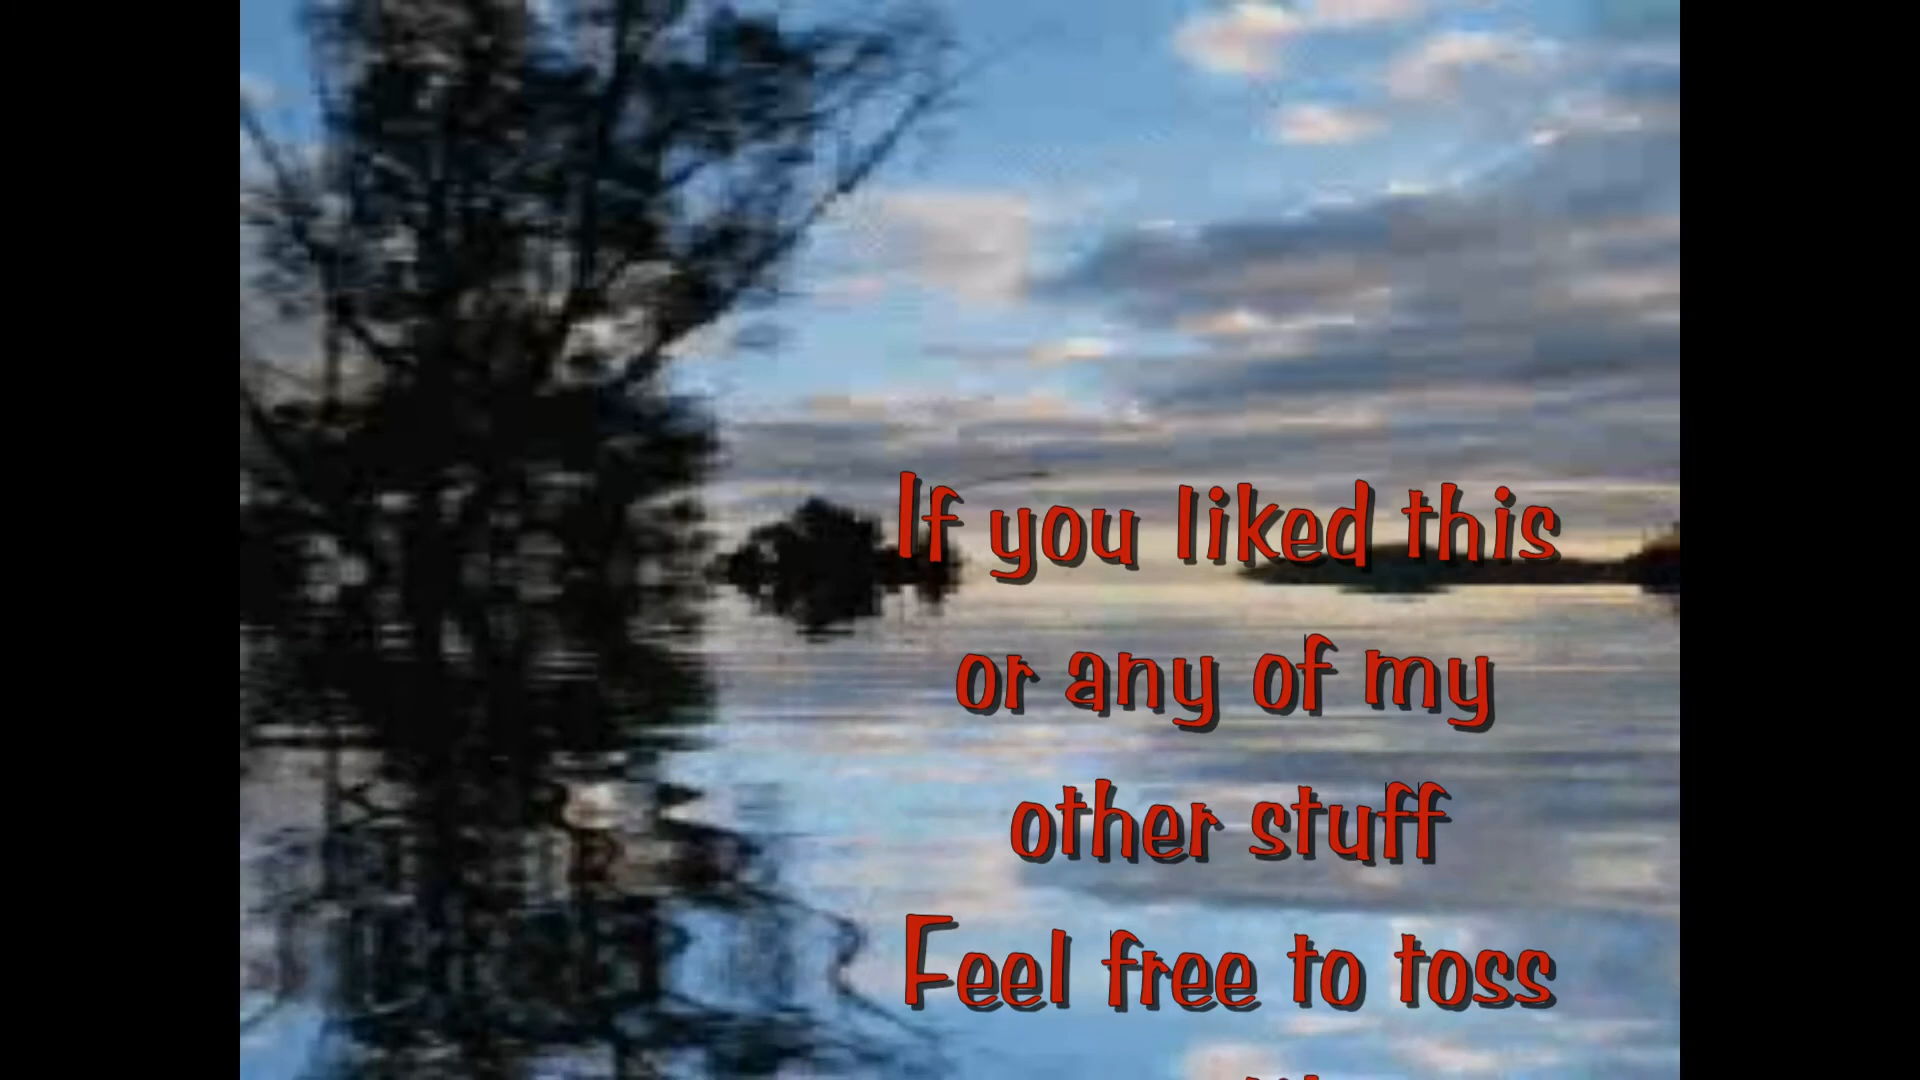 If you liked this
or any of my
other stuff
Feel free to toss